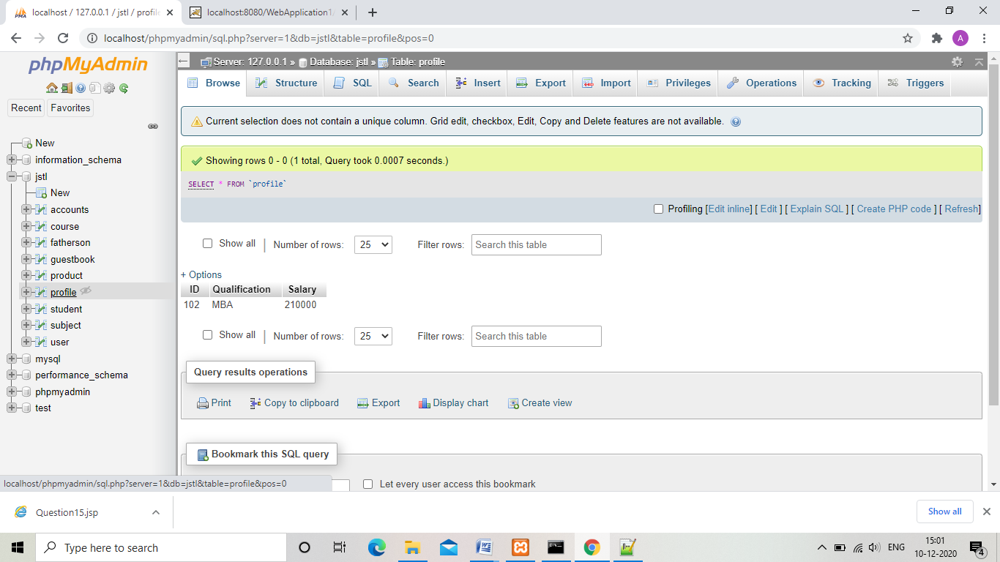 localhost / 127.0.0.1 / jstl / profile
localhost:8080/WebApplication1/
localhost/phpmyadmin/sql.php?server=1&db=jstl&table=profile&pos=0
A
phpMyAdmin
Recent
Favorites
New
information_schema
jstl
New
accounts
course
fatherson
guestbook
product
profile
student
subject
user
mysql
performance_schema
phpmyadmin
test
Server: 127.0.0.1 » Database: jstl » Table: profile
Browse Structure SQL Search Insert Export Import Privileges Operations Tracking Triggers
Current selection does not contain a unique column. Grid edit, checkbox, Edit, Copy and Delete features are not available.
Showing rows 0 - 0 (1 total, Query took 0.0007 seconds.)
SELECT * FROM `profile`
Profiling [Edit inline] [ Edit ] [ Explain SQL ] [ Create PHP code ] [ Refresh]
Show all | Number of rows: 25 Filter rows: Search this table
+ Options
ID Qualification Salary
102 MBA 210000
Show all | Number of rows: 25 Filter rows: Search this table
Query results operations
Print Copy to clipboard Export Display chart Create view
Bookmark this SQL query
Let every user access this bookmark
localhost/phpmyadmin/sql.php?server=1&db=jstl&table=profile&pos=0
Question15.jsp
Show all
Type here to search
ENG
15:01
10-12-2020
4